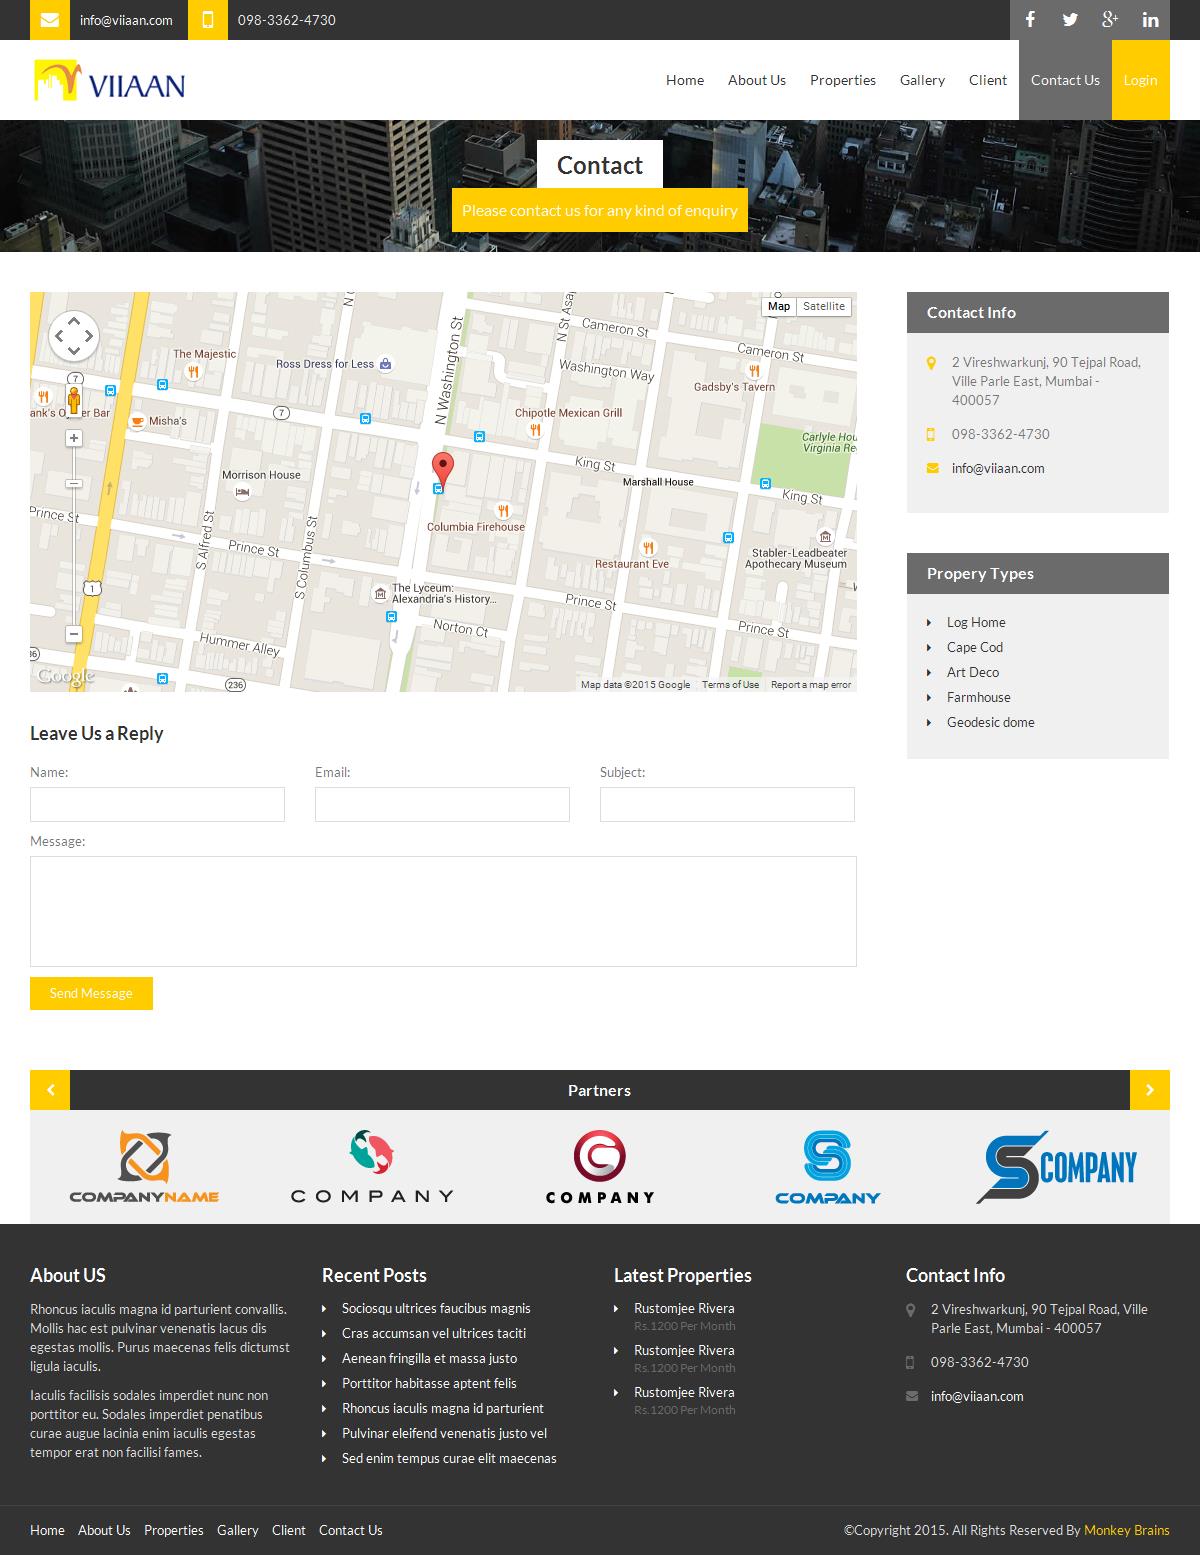 info@viiaan.com 098-3362-4730
VIIAAN
Home About Us Properties Gallery Client Contact Us Login
Contact
Please contact us for any kind of enquiry
Map Satellite
Cameron St
Cameron St
N Washington St
N St Asa
The Majestic
Ross Dress for Less
Washington Way
Gadsby's Tavern
7
ank's O er Bar
Misha's
7
Chipotle Mexican Grill
Carlyle Hou
Virginia Re
King St
Morrison House
Marshall House
King St
Prince St
S Alfred St
Prince St
S Columbus St
Columbia Firehouse
Restaurant Eve
Stabler-Leadbeater
Apothecary Museum
1
The Lyceum:
Alexandria's History...
Prince St
Prince St
Norton Ct
Hummer Alley
236
Google
Map data ©2015 Google Terms of Use Report a map error
Contact Info
2 Vireshwarkunj, 90 Tejpal Road,
Ville Parle East, Mumbai -
400057
098-3362-4730
info@viiaan.com
Propery Types
Log Home
Cape Cod
Art Deco
Farmhouse
Geodesic dome
Leave Us a Reply
Name: Email: Subject:
Message:
Send Message
Partners
COMPANYNAME
COMPANY
COMPANY
COMPANY
COMPANY
About US
Rhoncus iaculis magna id parturient convallis.
Mollis hac est pulvinar venenatis lacus dis
egestas mollis. Purus maecenas felis dictumst
ligula iaculis.
Iaculis facilisis sodales imperdiet nunc non
porttitor eu. Sodales imperdiet penatibus
curae augue lacinia enim iaculis egestas
tempor erat non facilisi fames.
Recent Posts
Sociosqu ultrices faucibus magnis
Cras accumsan vel ultrices taciti
Aenean fringilla et massa justo
Porttitor habitasse aptent felis
Rhoncus iaculis magna id parturient
Pulvinar eleifend venenatis justo vel
Sed enim tempus curae elit maecenas
Latest Properties
Rustomjee Rivera
Rs.1200 Per Month
Rustomjee Rivera
Rs.1200 Per Month
Rustomjee Rivera
Rs.1200 Per Month
Contact Info
2 Vireshwarkunj, 90 Tejpal Road, Ville
Parle East, Mumbai - 400057
098-3362-4730
info@viiaan.com
Home About Us Properties Gallery Client Contact Us
©Copyright 2015. All Rights Reserved By Monkey Brains